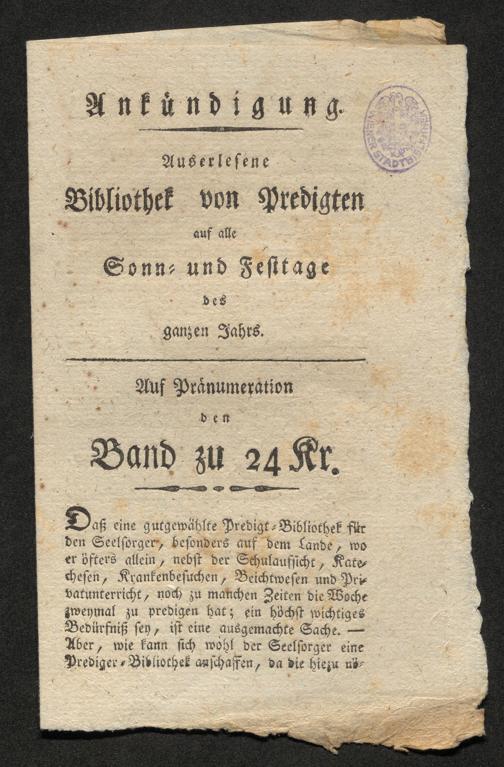 Ankündigung.
WIENER STADTBIBLIOTHEK
Auserlesene
Bibliothek von Predigten
auf alle
Sonn- und Festtage
des
ganzen Jahrs.
Auf Pränumeration
den
Band zu 24 Kr.
Daß eine gutgewählte Predigt-Bibliothek für
den Seelsorger, besonders auf dem Lande, wo
er öfters allein, nebst der Schulaufsicht, Kate-
chesen, Krankenbesuchen, Beichtwesen und Pri-
vatunterricht, noch zu manchen Zeiten die Woche
zweymal zu predigen hat; ein höchst wichtiges
Bedürfniß sey, ist eine ausgemachte Sache. —
Aber, wie kann sich wohl der Seelsorger eine
Prediger-Bibliothek anschaffen, da die hiezu nö-